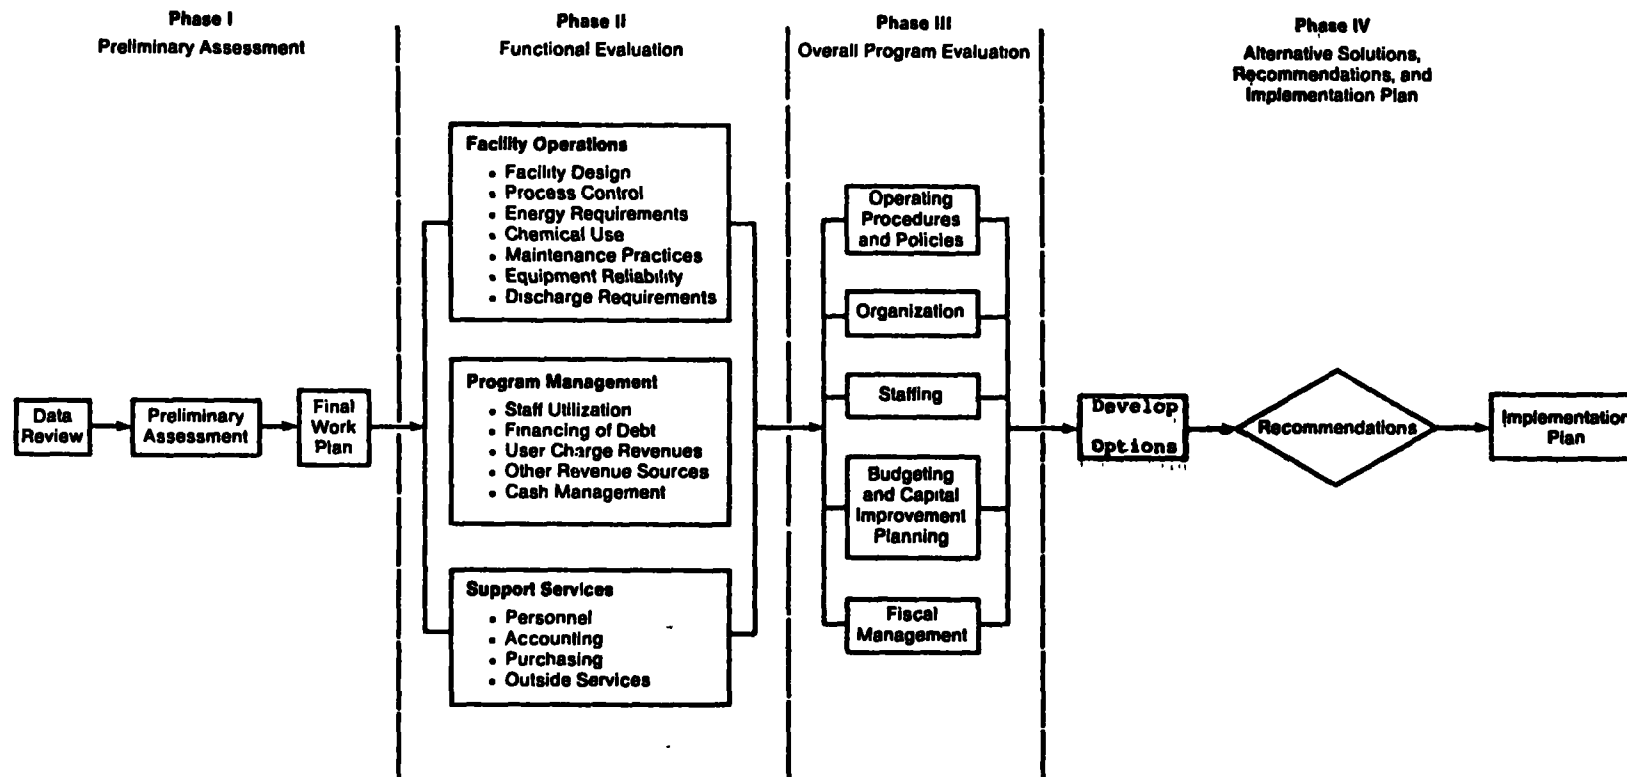 Phase I
Preliminary Assessment
Phase II
Functional Evaluation
Phase III
Overall Program Evaluation
Phase IV
Alternative Solutions,
Recommendations, and
Implementation Plan
Data
Review
Preliminary
Assessment
Final
Work
Plan
Facility Operations
• Facility Design
• Process Control
• Energy Requirements
• Chemical Use
• Maintenance Practices
• Equipment Reliability
• Discharge Requirements
Program Management
• Staff Utilization
• Financing of Debt
• User Charge Revenues
• Other Revenue Sources
• Cash Management
Support Services
• Personnel
• Accounting
• Purchasing
• Outside Services
Operating
Procedures
and Policies
Organization
Staffing
Budgeting
and Capital
Improvement
Planning
Fiscal
Management
Develop
Options
Recommendations
Implementation
Plan